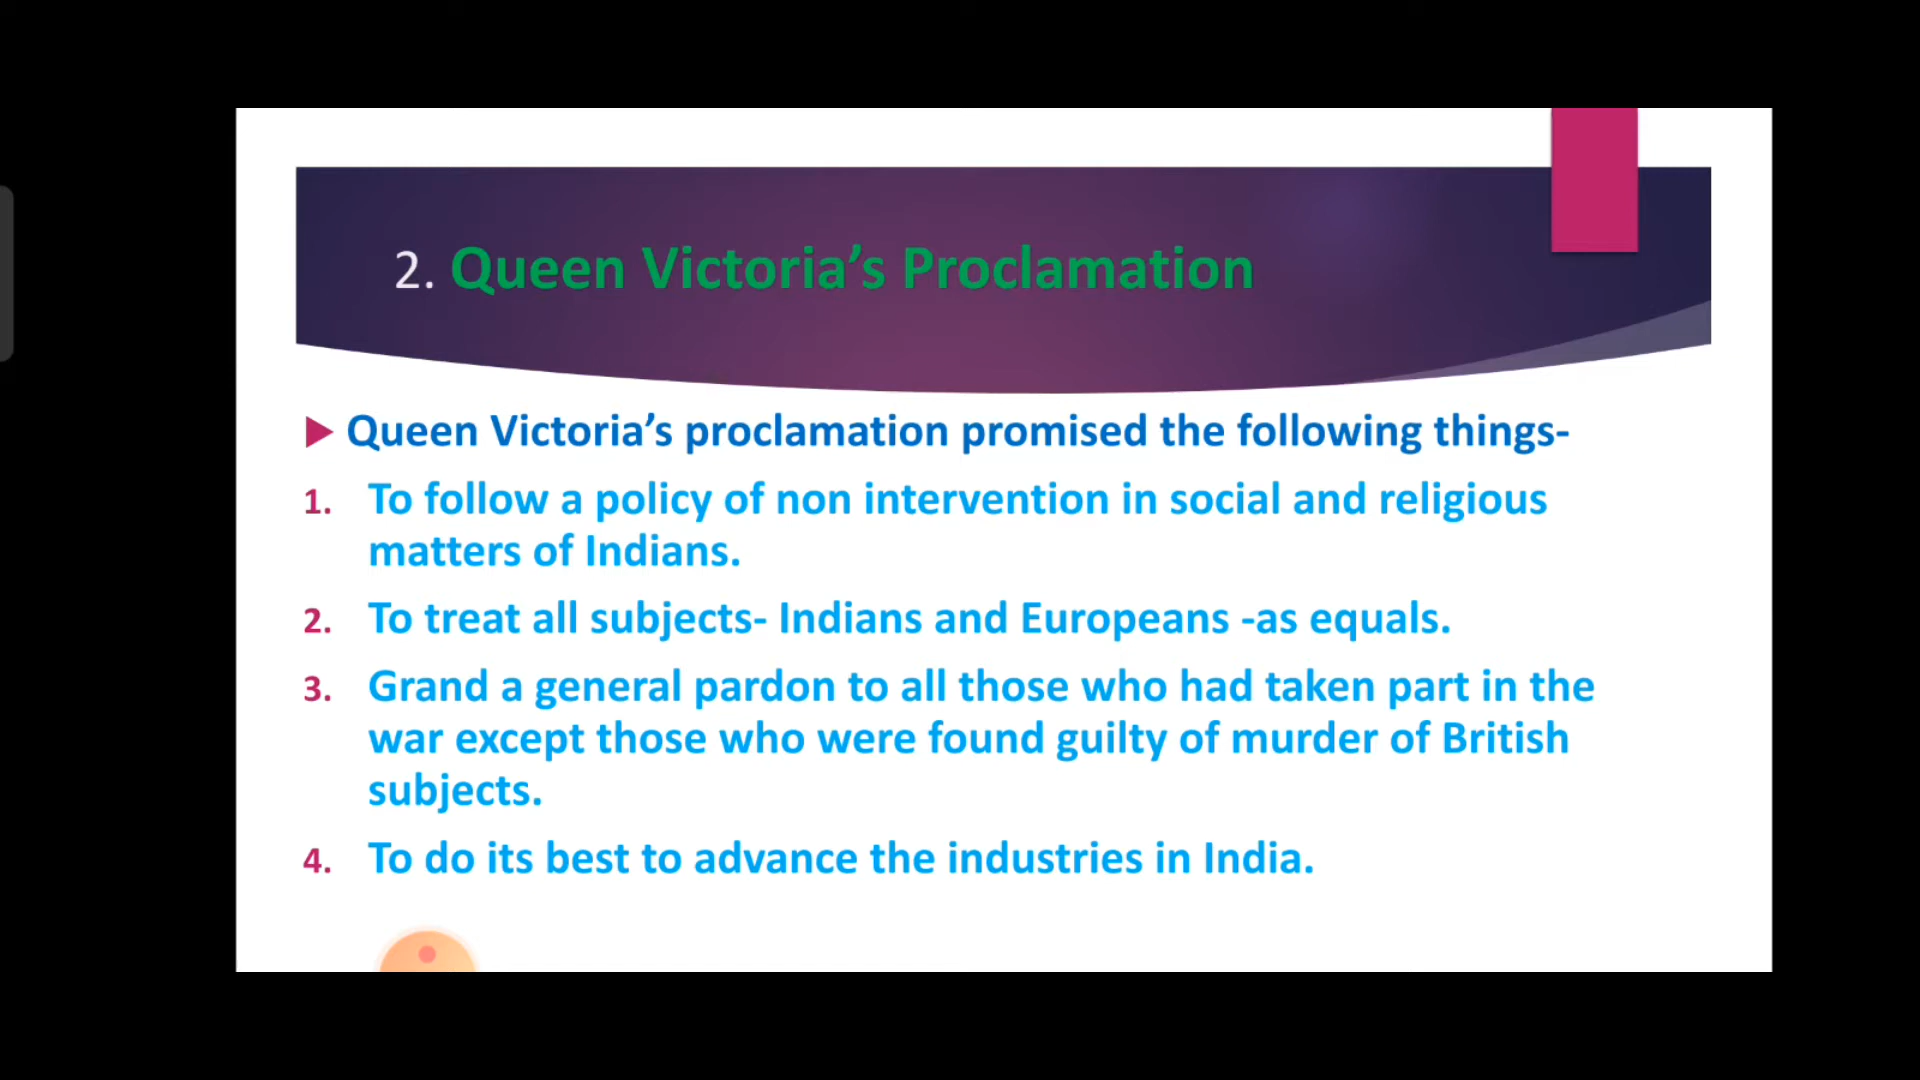 2. Queen Victoria’s Proclamation
Queen Victoria’s proclamation promised the following things-
1. To follow a policy of non intervention in social and religious
matters of Indians.
2. To treat all subjects- Indians and Europeans -as equals.
3. Grand a general pardon to all those who had taken part in the
war except those who were found guilty of murder of British
subjects.
4. To do its best to advance the industries in India.